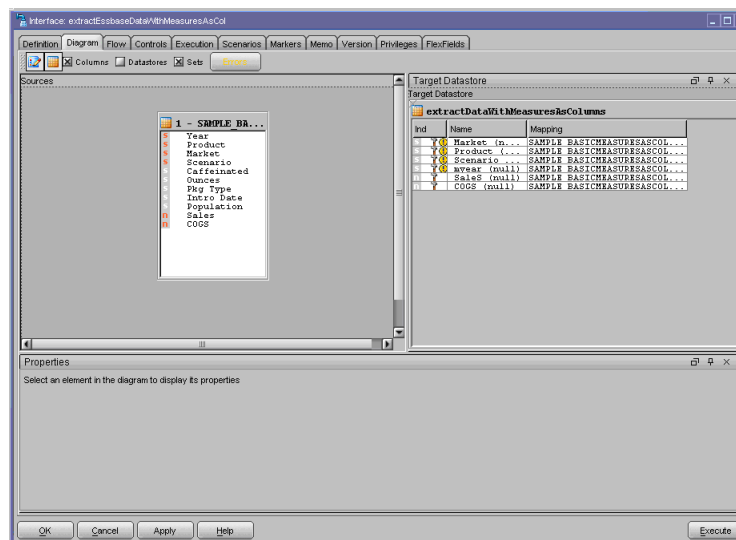 Interface: extractEssbaseDataWithMeasuresAsCol
Definition Diagram Flow Controls Execution Scenarios Markers Memo Version Privileges FlexFields
Columns Datastores Sets
Sources
1 - SAMPLE_BA...
Year
Product
Market
Scenario
Caffeinated
Ounces
Pkg Type
Intro Date
Population
Sales
COGS
Target Datastore
Target Datastore
extractDataWithMeasuresAsColumns
Ind Name Mapping
Market (n... SAMPLE_BASICMEASURESASCOL...
Product (... SAMPLE_BASICMEASURESASCOL...
Scenario ... SAMPLE_BASICMEASURESASCOL...
myear (null) SAMPLE_BASICMEASURESASCOL...
SaleS (null) SAMPLE_BASICMEASURESASCOL...
COGS (null) SAMPLE_BASICMEASURESASCOL...
Properties
Select an element in the diagram to display its properties
OK Cancel Apply Help Execute